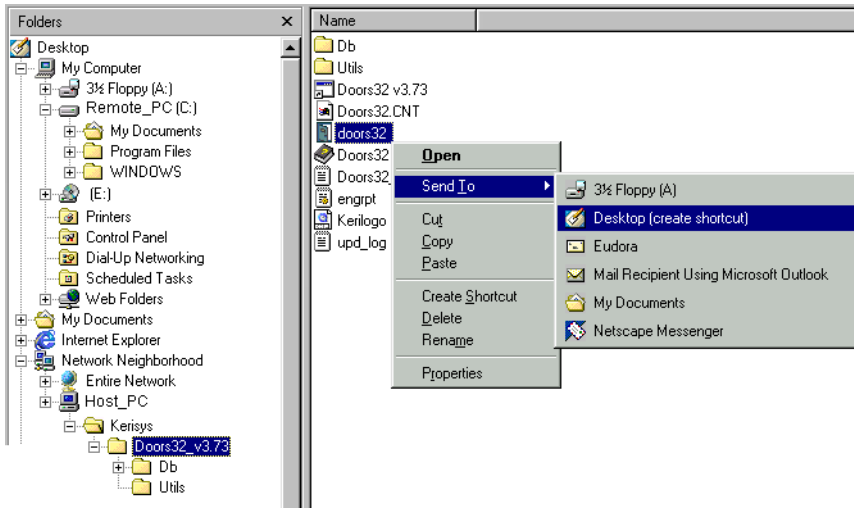 Folders
Desktop
My Computer
3½ Floppy (A:)
Remote_PC (C:)
My Documents
Program Files
WINDOWS
(E:)
Printers
Control Panel
Dial-Up Networking
Scheduled Tasks
Web Folders
My Documents
Internet Explorer
Network Neighborhood
Entire Network
Host_PC
Kerisys
Doors32_v3.73
Db
Utils
Name
Db
Utils
Doors32 v3.73
Doors32.CNT
doors32
Doors32
Doors32_
engrpt
Kerilogo
upd_log
Open
Send To
Cut
Copy
Paste
Create Shortcut
Delete
Rename
Properties
3½ Floppy (A)
Desktop (create shortcut)
Eudora
Mail Recipient Using Microsoft Outlook
My Documents
Netscape Messenger